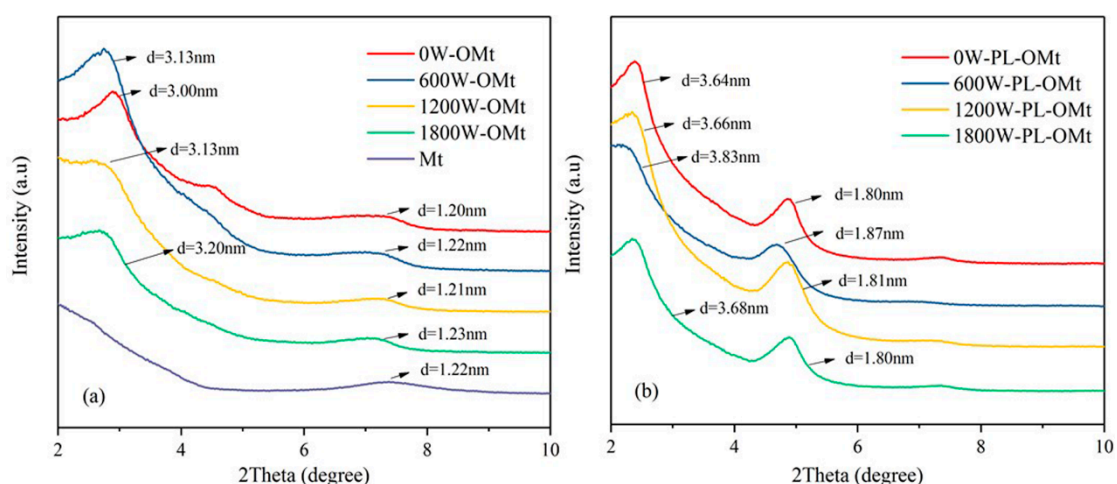 Intensity (a.u)
d=3.13nm
d=3.00nm
d=3.13nm
d=3.20nm
0W-OMt
600W-OMt
1200W-OMt
1800W-OMt
Mt
d=1.20nm
d=1.22nm
d=1.21nm
d=1.23nm
d=1.22nm
(a)
2 4 6 8 10
2Theta (degree)
Intensity (a.u)
d=3.64nm
d=3.66nm
d=3.83nm
d=3.68nm
0W-PL-OMt
600W-PL-OMt
1200W-PL-OMt
1800W-PL-OMt
d=1.80nm
d=1.87nm
d=1.81nm
d=1.80nm
(b)
2 4 6 8 10
2Theta (degree)